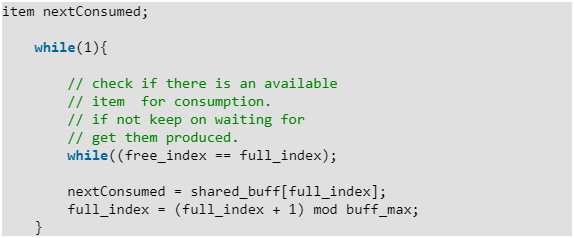 item nextConsumed;
while(1){
// check if there is an available
// item  for consumption.
// if not keep on waiting for
// get them produced.
while((free_index == full_index);
nextConsumed = shared_buff[full_index];
full_index = (full_index + 1) mod buff_max;
}